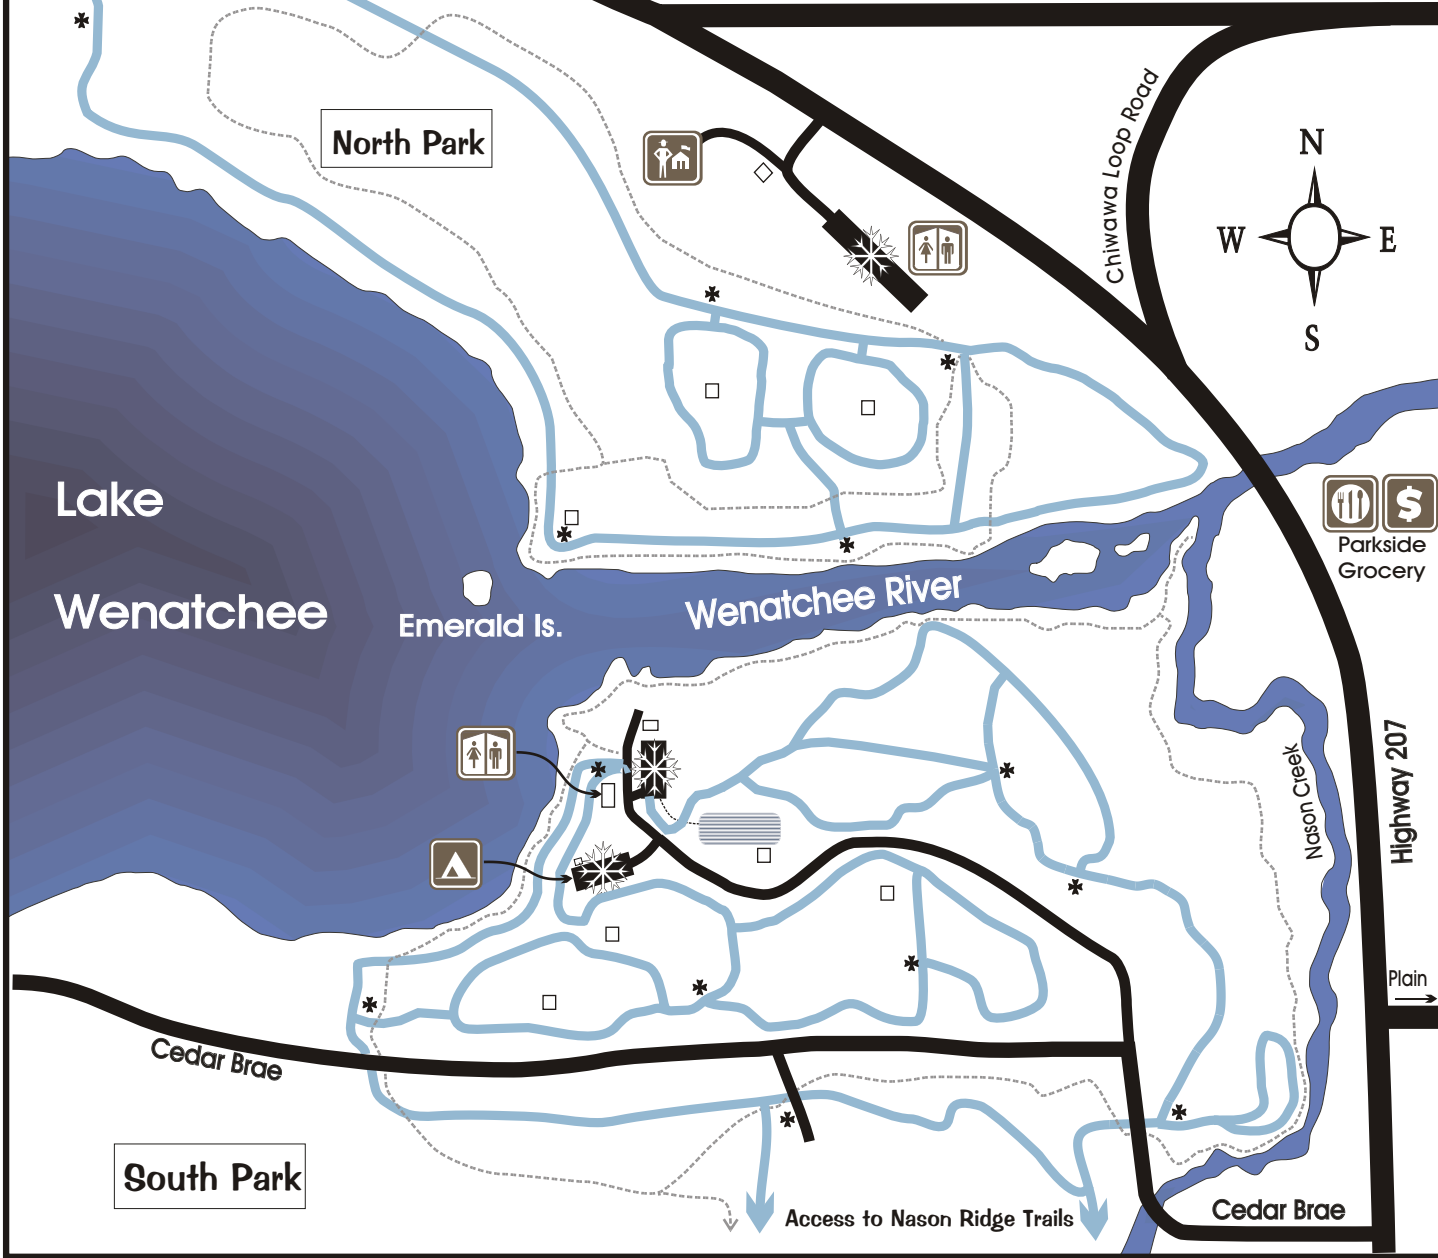 North Park
Chiwawa Loop Road
N
W
E
S
Lake
Wenatchee
Emerald Is.
Wenatchee River
$
Parkside
Grocery
Highway 207
Nason Creek
Plain
Cedar Brae
South Park
Access to Nason Ridge Trails
Cedar Brae